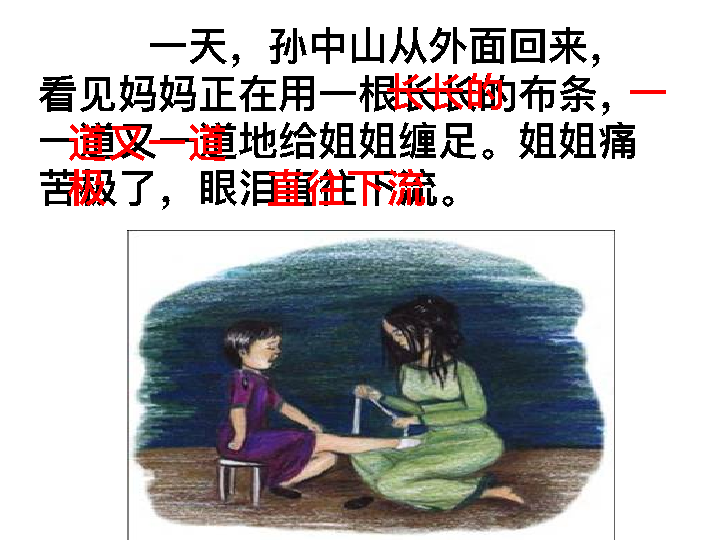 一天，孙中山从外面回来，
看见妈妈正在用一根长长的布条，一
一道又一道地给姐姐缠足。姐姐痛
苦极了，眼泪直往下流。